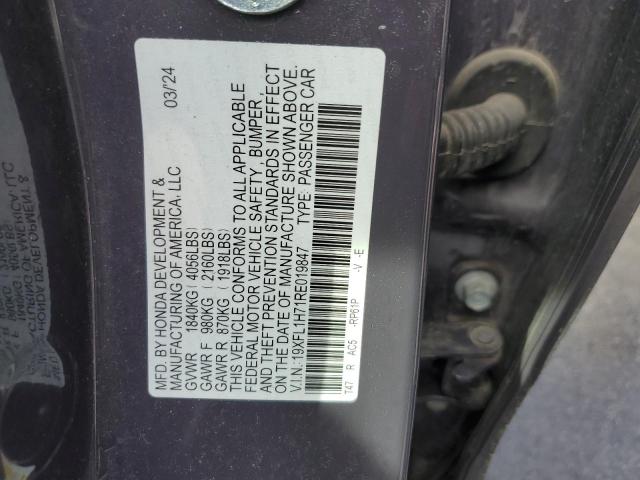 MFD. BY HONDA DEVELOPMENT & 03/'24
MANUFACTURING OF AMERICA, LLC
GVWR 1840KG (4066LBS)
GAWR F 980KG (2160LBS)
GAWR R 870KG (1918LBS)
THIS VEHICLE CONFORMS TO ALL APPLICABLE
FEDERAL MOTOR VEHICLE SAFETY, BUMPER,
AND THEFT PREVENTION STANDARDS IN EFFECT
ON THE DATE OF MANUFACTURE SHOWN ABOVE.
V.I.N.:19XFL1H71RE019847 TYPE: PASSENGER CAR
T47 R AC5 -RP61P -V -E